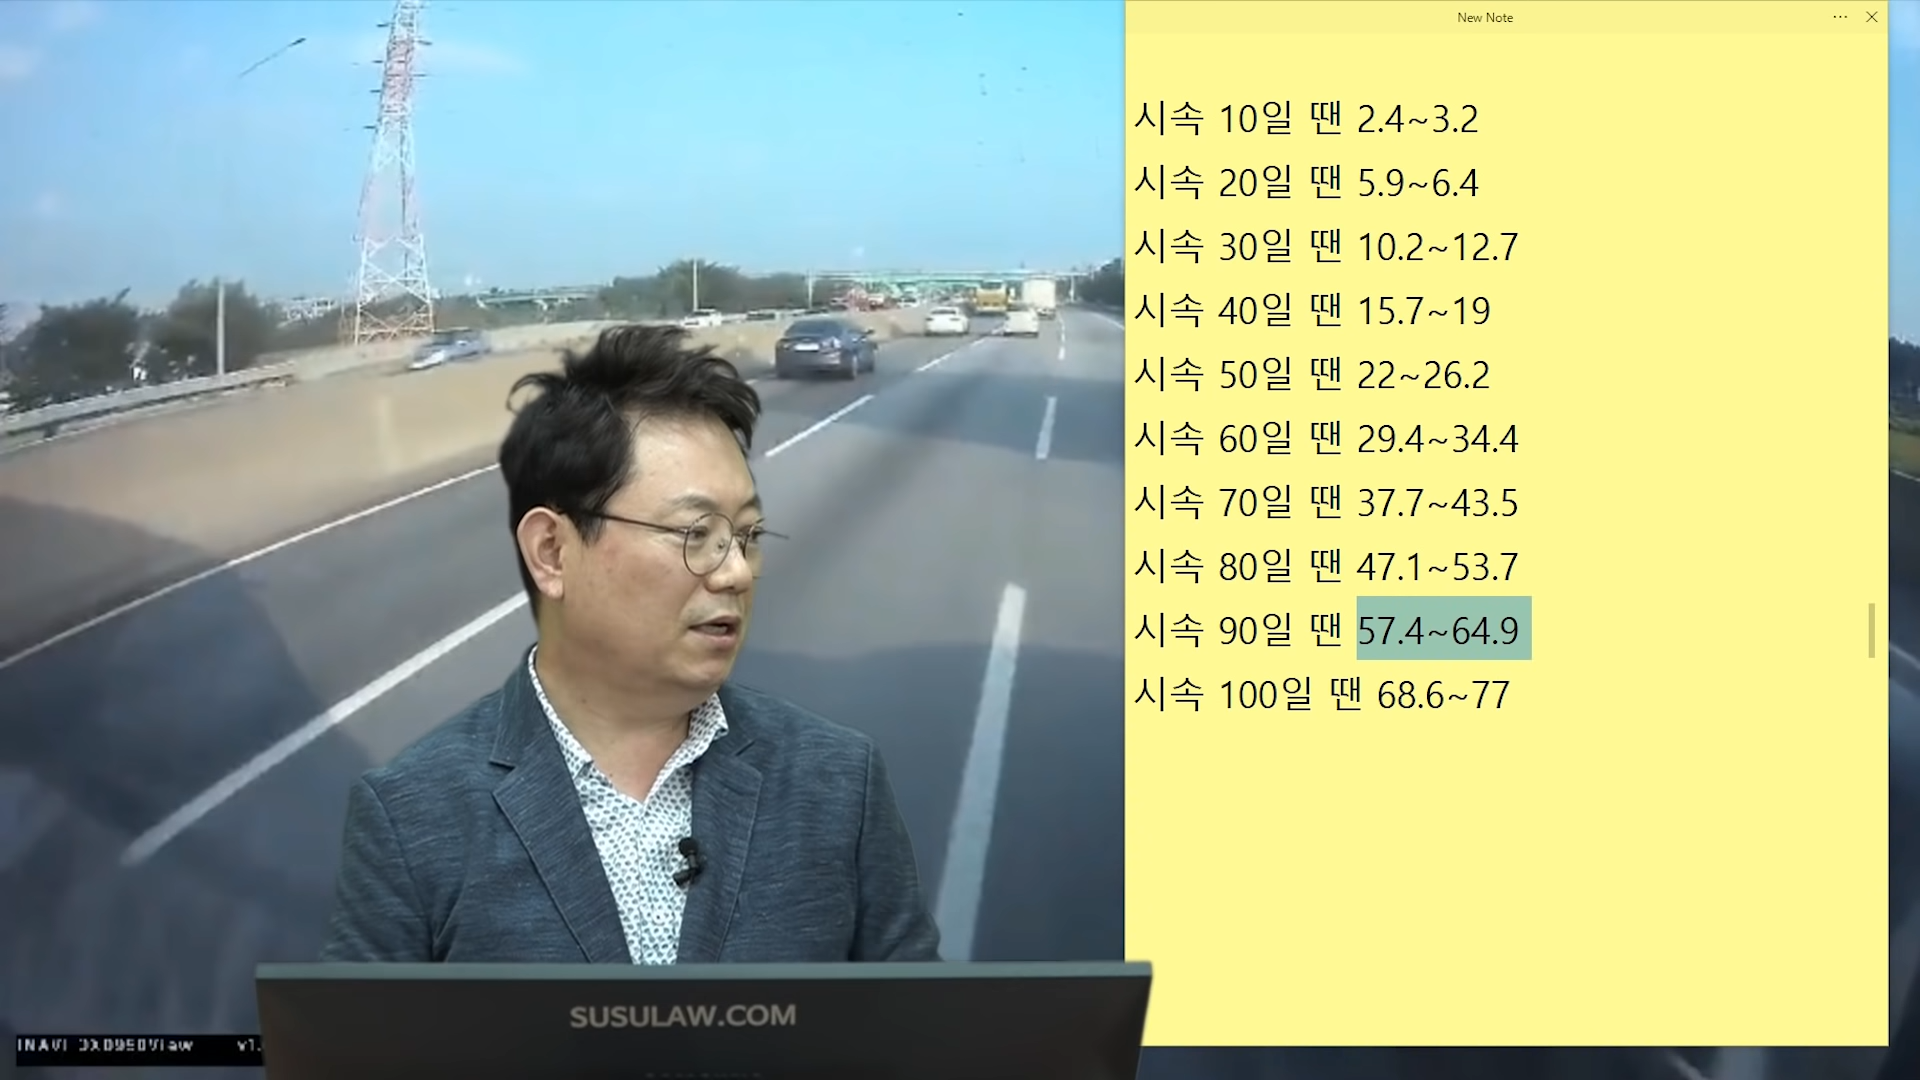 New Note
시속 10일 땐 2.4~3.2
시속 20일 땐 5.9~6.4
시속 30일 땐 10.2~12.7
시속 40일 땐 15.7~19
시속 50일 땐 22~26.2
시속 60일 땐 29.4~34.4
시속 70일 땐 37.7~43.5
시속 80일 땐 47.1~53.7
시속 90일 땐 57.4~64.9
시속 100일 땐 68.6~77
SUSULAW.COM
INAVI